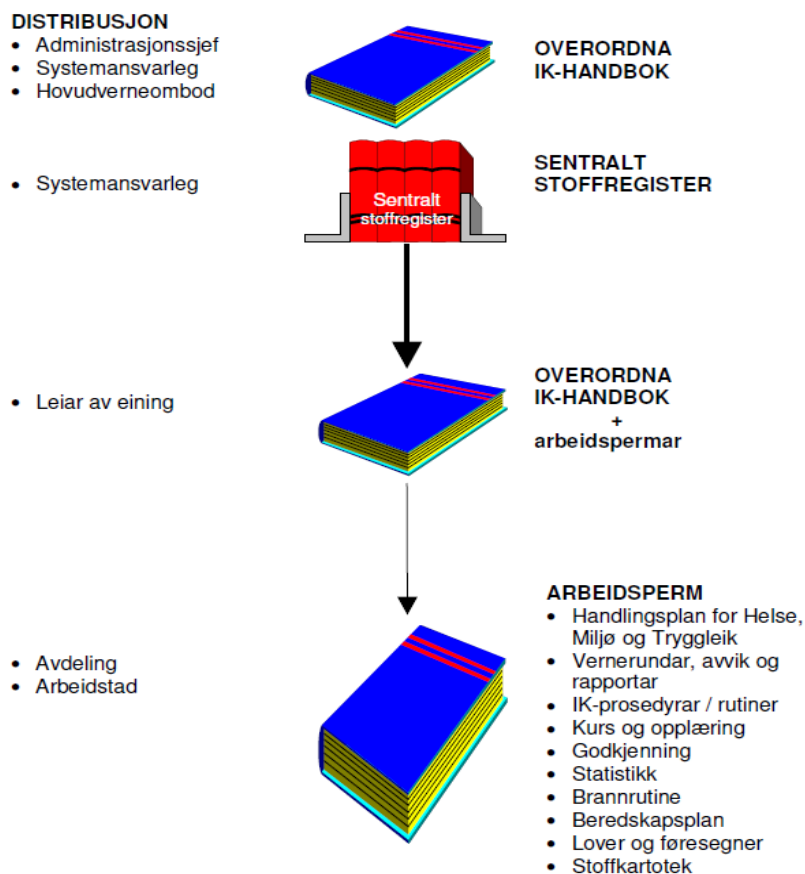 DISTRIBUSJON
• Administrasjonssjef
• Systemansvarleg
• Hovudverneombod
OVERORDNA
IK-HANDBOK
• Systemansvarleg
Sentralt
stoffregister
SENTRALT
STOFFREGISTER
• Leiar av eining
OVERORDNA
IK-HANDBOK
+
arbeidspermar
• Avdeling
• Arbeidstad
ARBEIDSPERM
• Handlingsplan for Helse,
Miljø og Tryggleik
• Vernerundar, avvik og
rapportar
• IK-prosedyrar / rutiner
• Kurs og opplæring
• Godkjenning
• Statistikk
• Brannrutine
• Beredskapsplan
• Lover og føresegner
• Stoffkartotek